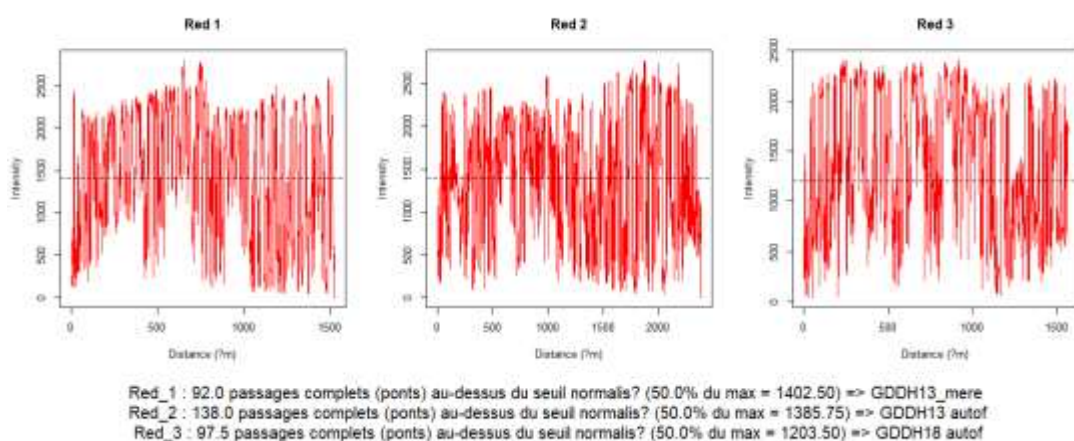 Red 1
Red 2
Red 3
Intensity
0
500
1000
1500
2000
2500
0
500
1000
1500
Distance (?m)
Intensity
0
500
1000
1500
2000
2500
0
500
1000
1500
2000
Distance (?m)
Intensity
0
500
1000
1500
2000
2500
0
500
1000
1500
Distance (?m)
Red_1 : 92.0 passages complets (ponts) au-dessus du seuil normalis? (50.0% du max = 1402.50) => GDDH13_mere
Red_2 : 138.0 passages complets (ponts) au-dessus du seuil normalis? (50.0% du max = 1385.75) => GDDH13 autof
Red_3 : 97.5 passages complets (ponts) au-dessus du seuil normalis? (50.0% du max = 1203.50) => GDDH18 autof